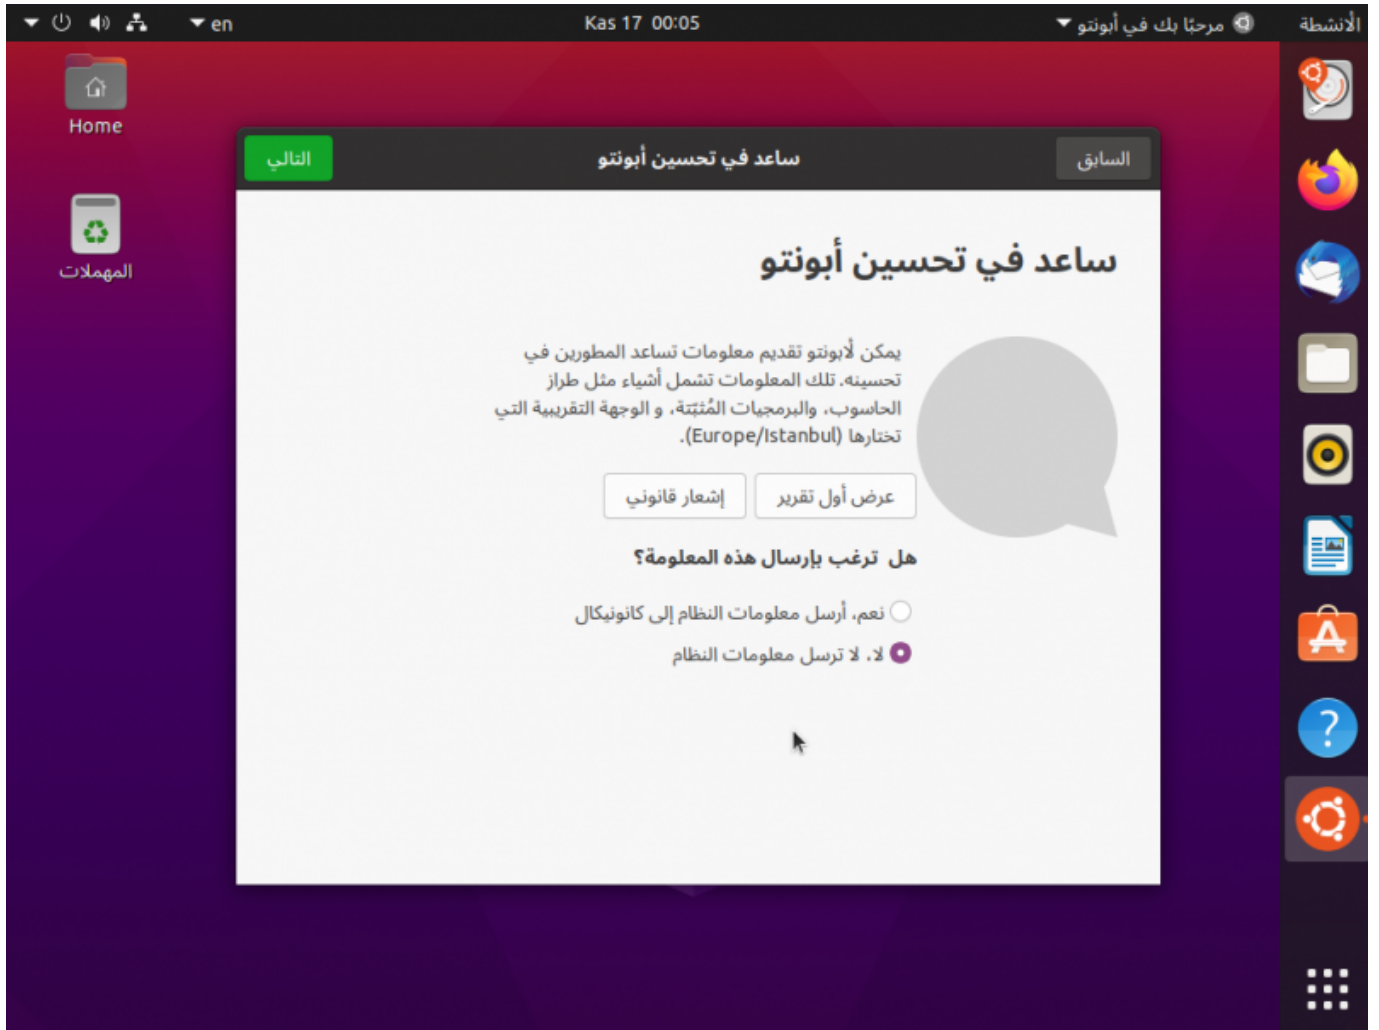 الأنشطة
مرحبًا بك في أبونتو
Kas 17 00:05
en
Home
المهملات
السابق
ساعد في تحسين أبونتو
التالي
ساعد في تحسين أبونتو
يمكن لأبونتو تقديم معلومات تساعد المطورين في
تحسينه. تلك المعلومات تشمل أشياء مثل طراز
الحاسوب، والبرمجيات المُثبّتة، و الوجهة التقريبية التي
تختارها (Europe/Istanbul).
عرض أول تقرير
إشعار قانوني
هل ترغب بإرسال هذه المعلومة؟
نعم، أرسل معلومات النظام إلى كانونيكال
لا، لا ترسل معلومات النظام